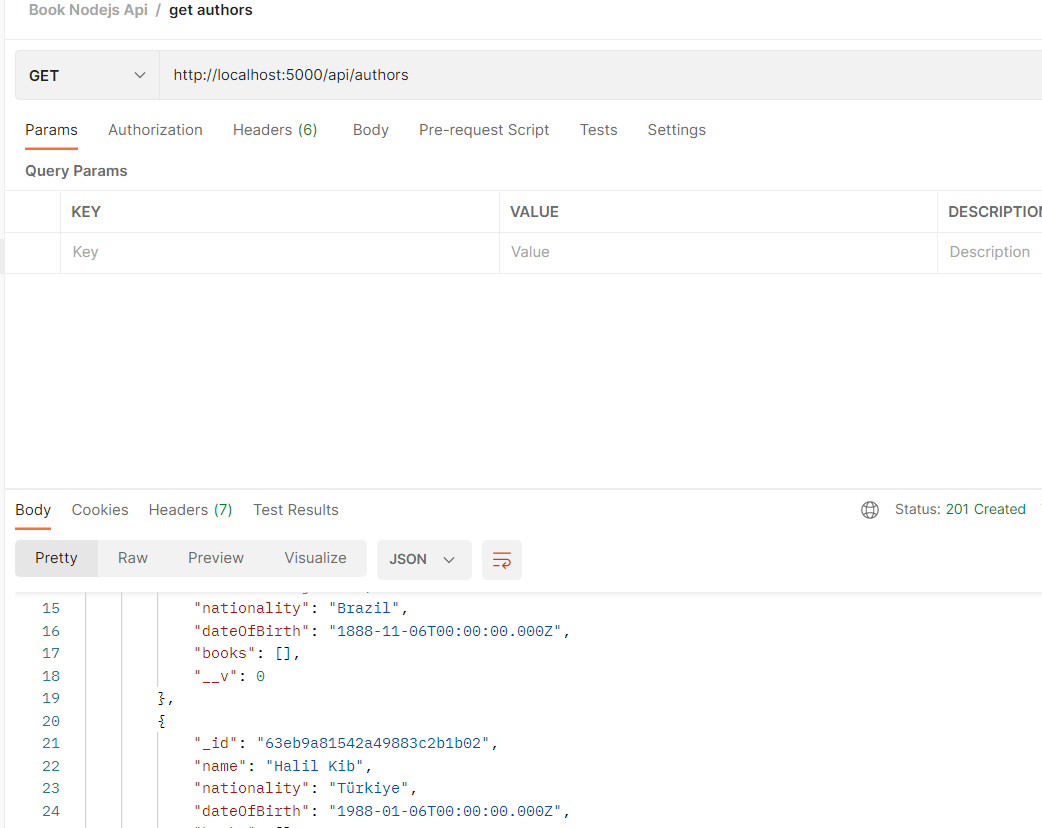 Book Nodejs Api / get authors
GET http://localhost:5000/api/authors
Params Authorization Headers (6) Body Pre-request Script Tests Settings
Query Params
KEY VALUE DESCRIPTION
Key Value Description
Body Cookies Headers (7) Test Results Status: 201 Created
Pretty Raw Preview Visualize JSON
15 "nationality": "Brazil",
16 "dateOfBirth": "1888-11-06T00:00:00.000Z",
17 "books": [],
18 "__v": 0
19 },
20 {
21 "_id": "63eb9a81542a49883c2b1b02",
22 "name": "Halil Kib",
23 "nationality": "Türkiye",
24 "dateOfBirth": "1988-01-06T00:00:00.000Z",